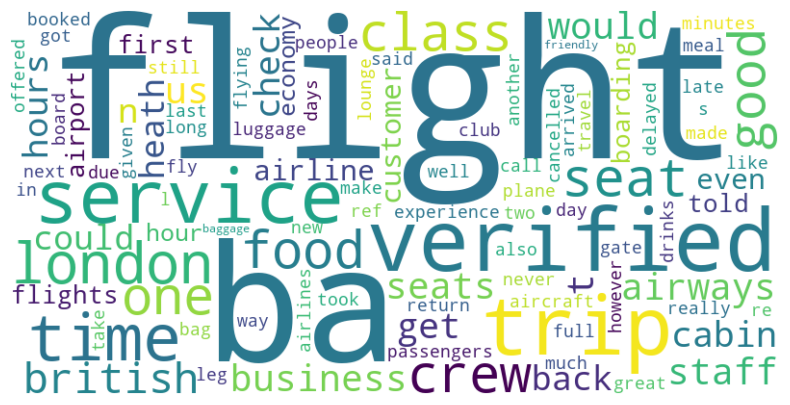 booked
got
first
people
said
friendly
would
minutes
offered
flight
still
us
flying
check
economy
class
another
meal
good
hours
airport
board
n
last
long
heath
days
lounge
customer
cancelled
arrived
travel
boarding
delayed
late
s
made
luggage
club
next
due
given
fly
airline
well
call
seat
even
like
in
l
make
plane
service
ref
experience
two
day
told
could
hour
baggage
new
food
also
verified
gate
drinks
london
one
flights
take
bag
airlines
took
ba
way
return
seats
never
aircraft
t
however
airways
really
re
time
get
trip
full
cabin
passengers
british
leg
business
crew
back
much
great
staff